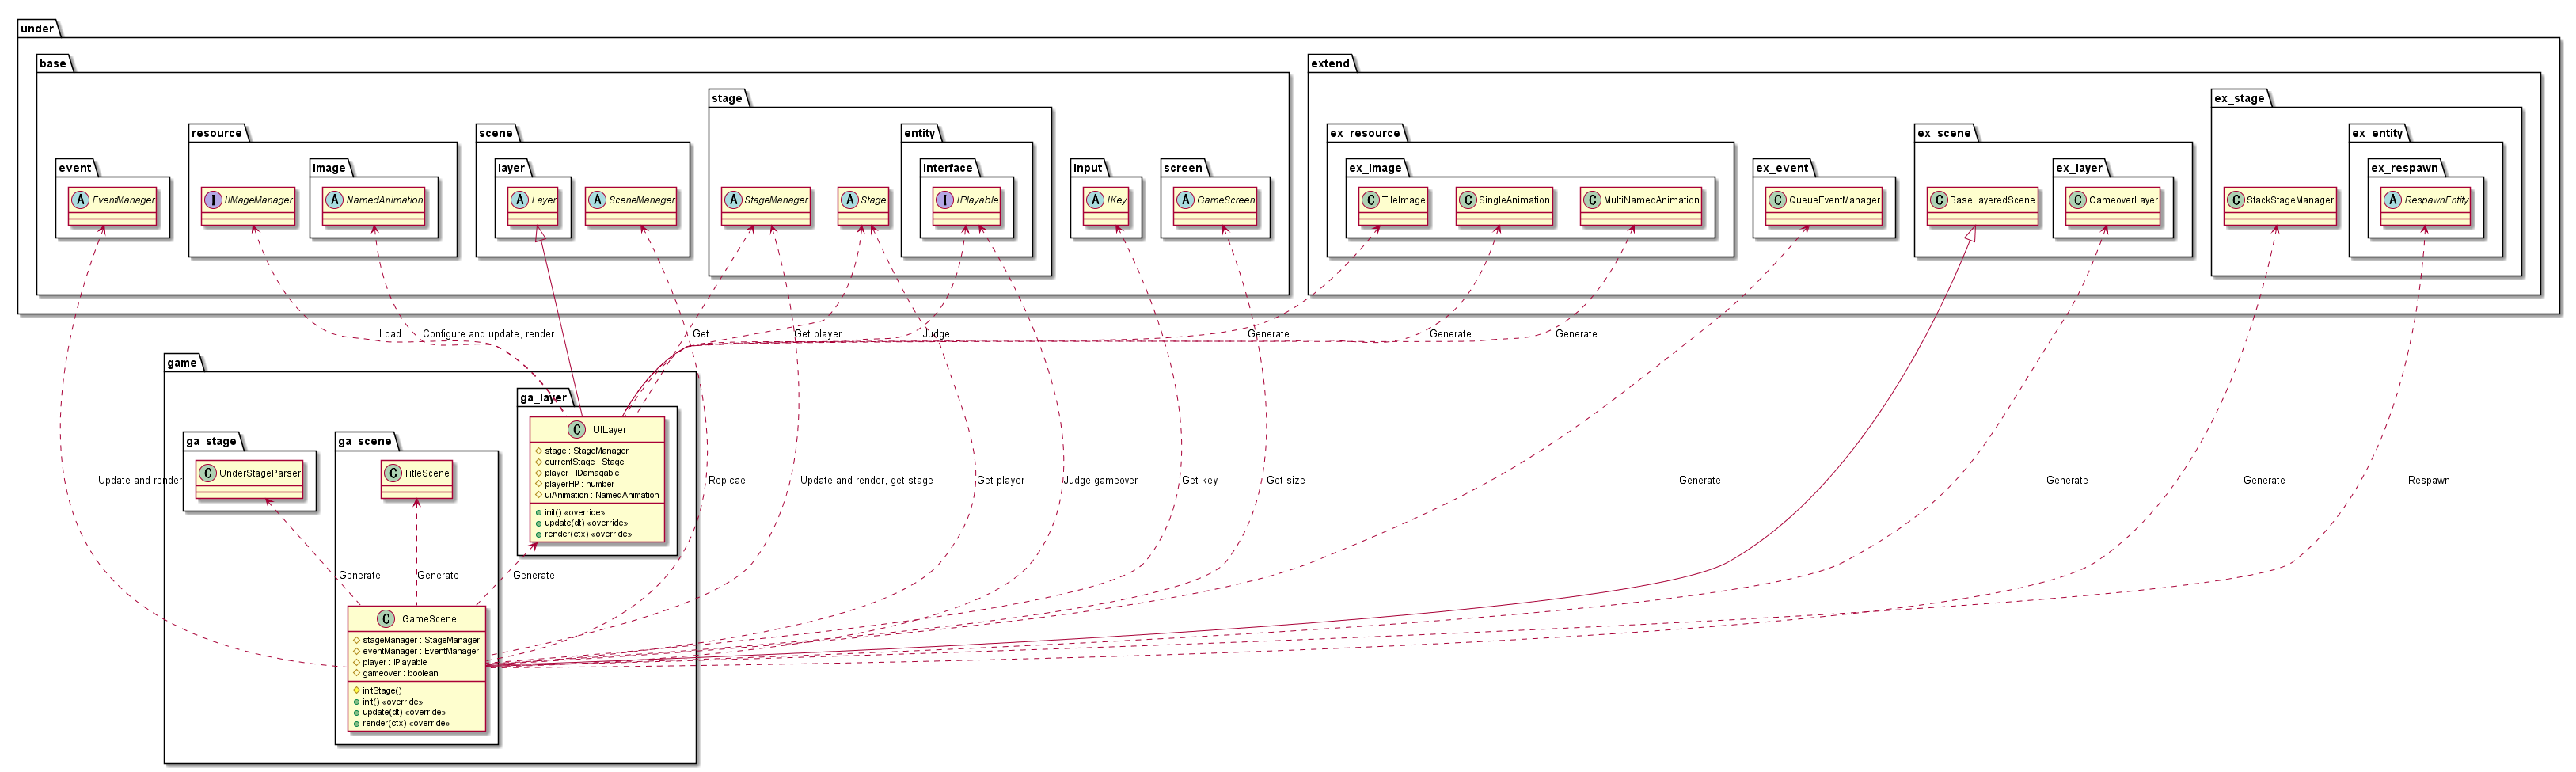 under
base
extend
stage
ex_stage
resource
scene
entity
ex_resource
ex_scene
ex_entity
event
image
layer
interface
input
screen
ex_image
ex_event
ex_layer
ex_respawn
A EventManager
I IIMageManager
A NamedAnimation
A Layer
A SceneManager
A StageManager
A Stage
I IPlayable
A IKey
A GameScreen
C TileImage
C SingleAnimation
C MultiNamedAnimation
C QueueEventManager
C BaseLayeredScene
C GameoverLayer
C StackStageManager
A RespawnEntity
Load
Configure and update, render
Get
Get player
Judge
Generate
Generate
Generate
game
ga_layer
C UILayer
stage : StageManager
currentStage : Stage
player : IDamagable
playerHP : number
uiAnimation : NamedAnimation
init() «override»
update(dt) «override»
render(ctx) «override»
ga_stage
ga_scene
C UnderStageParser
C TitleScene
Update and render
Replcae
Update and render, get stage
Get player
Judge gameover
Get key
Get size
Generate
Generate
Generate
Respawn
Generate
Generate
Generate
C GameScene
stageManager : StageManager
eventManager : EventManager
player : IPlayable
gameover : boolean
initStage()
init() «override»
update(dt) «override»
render(ctx) «override»